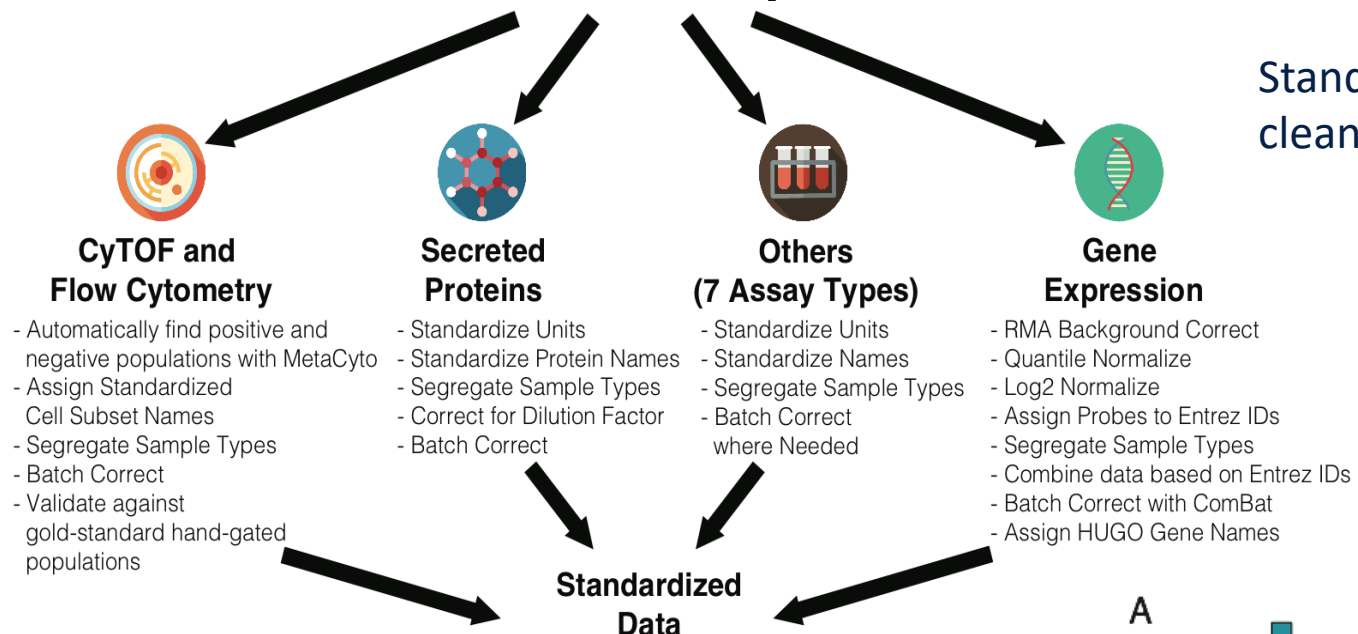 CyTOF and
Flow Cytometry
- Automatically find positive and
negative populations with MetaCyto
- Assign Standardized
Cell Subset Names
- Segregate Sample Types
- Batch Correct
- Validate against
gold-standard hand-gated
populations
Secreted
Proteins
- Standardize Units
- Standardize Protein Names
- Segregate Sample Types
- Correct for Dilution Factor
- Batch Correct
Others
(7 Assay Types)
- Standardize Units
- Standardize Names
- Segregate Sample Types
- Batch Correct
where Needed
Gene
Expression
- RMA Background Correct
- Quantile Normalize
- Log2 Normalize
- Assign Probes to Entrez IDs
- Segregate Sample Types
- Combine data based on Entrez IDs
- Batch Correct with ComBat
- Assign HUGO Gene Names
Standardized
Data
A